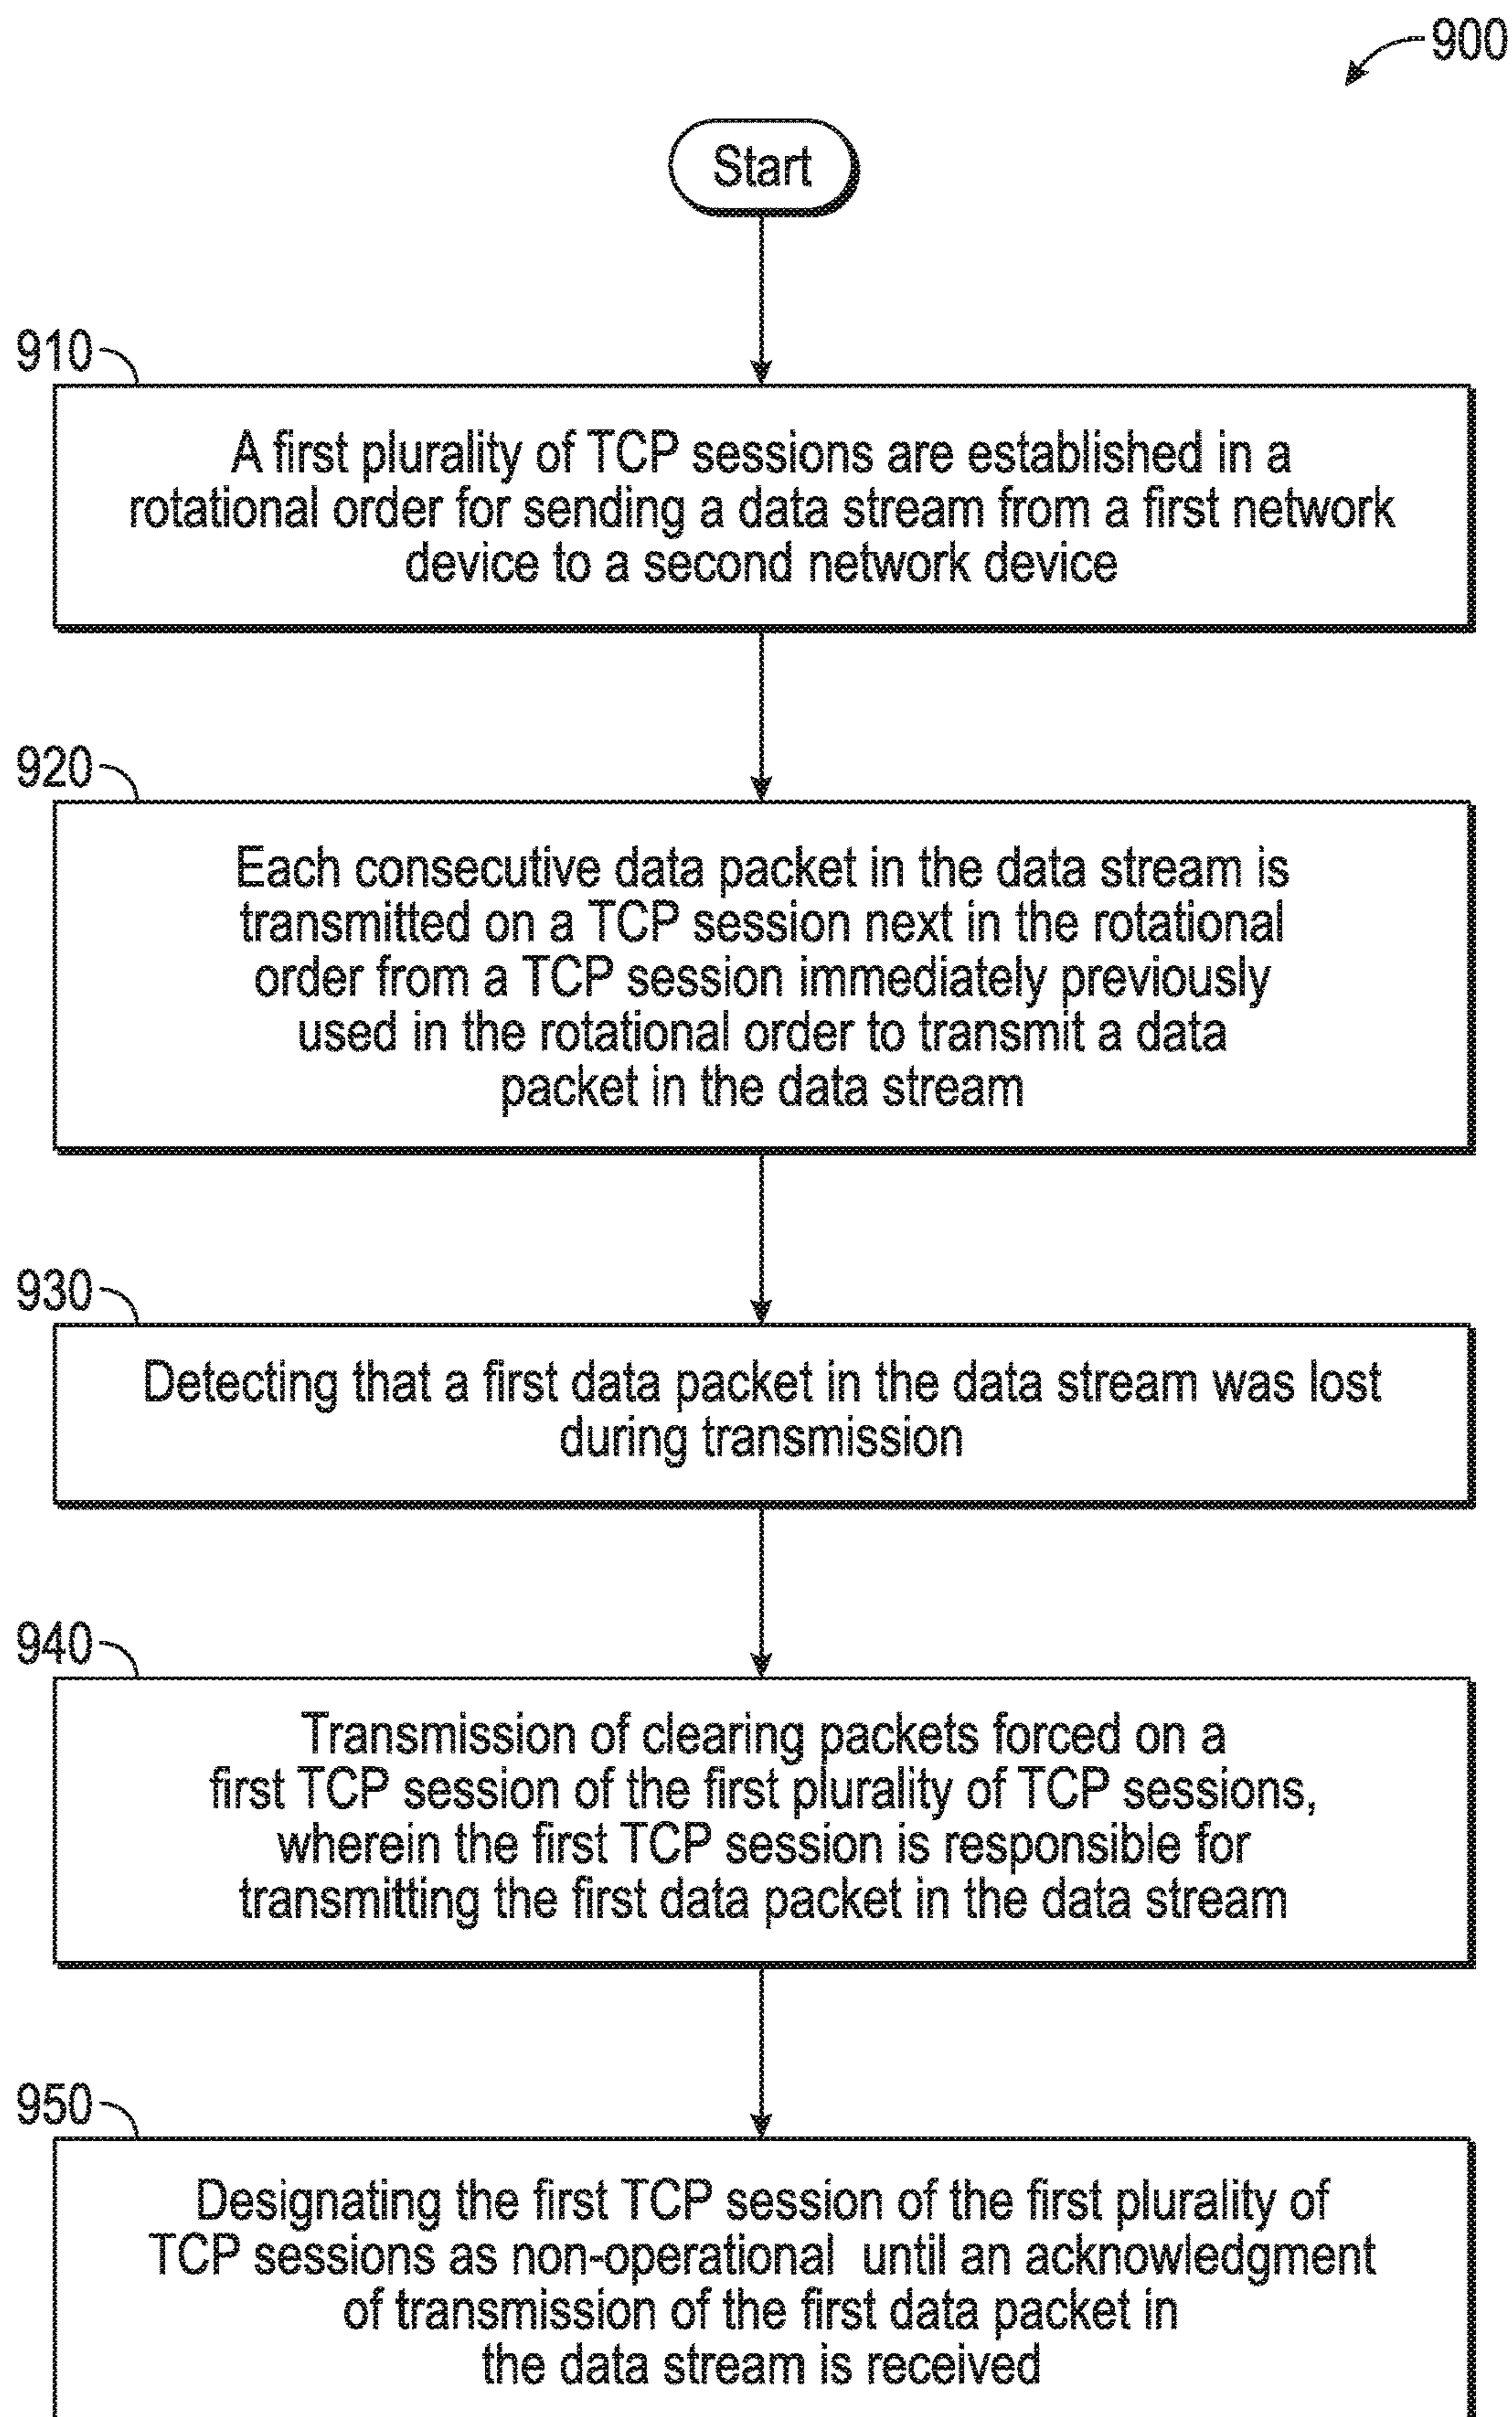 900
Start
910
A first plurality of TCP sessions are established in a
rotational order for sending a data stream from a first network
device to a second network device
920
Each consecutive data packet in the data stream is
transmitted on a TCP session next in the rotational
order from a TCP session immediately previously
used in the rotational order to transmit a data
packet in the data stream
930
Detecting that a first data packet in the data stream was lost
during transmission
940
Transmission of clearing packets forced on a
first TCP session of the first plurality of TCP sessions,
wherein the first TCP session is responsible for
transmitting the first data packet in the data stream
950
Designating the first TCP session of the first plurality of
TCP sessions as non-operational until an acknowledgment
of transmission of the first data packet in
the data stream is received